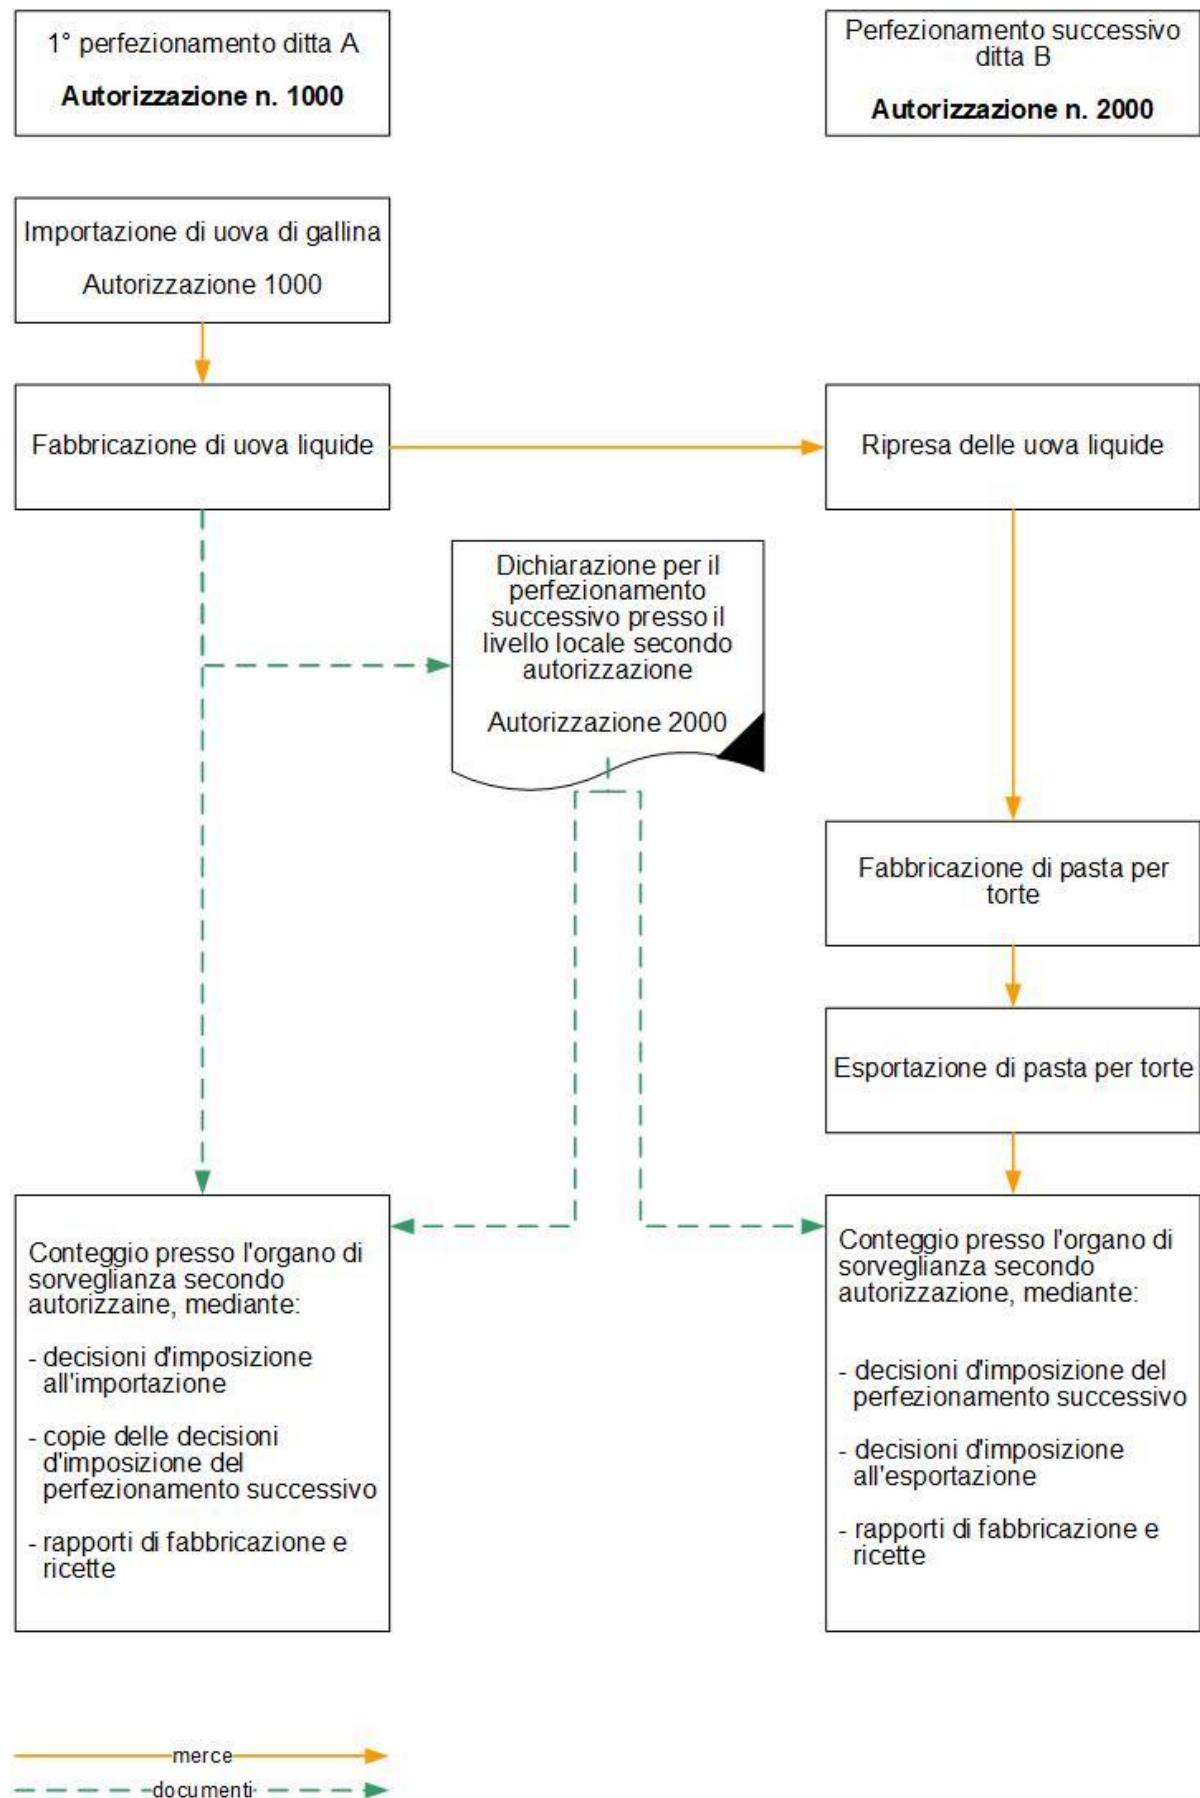 1° perfezionamento ditta A
Autorizzazione n. 1000
Perfezionamento successivo
ditta B
Autorizzazione n. 2000
Importazione di uova di gallina
Autorizzazione 1000
Fabbricazione di uova liquide
Ripresa delle uova liquide
Dichiarazione per il
perfezionamento
successivo presso il
livello locale secondo
autorizzazione
Autorizzazione 2000
Fabbricazione di pasta per
torte
Esportazione di pasta per torte
Conteggio presso l'organo di
sorveglianza secondo
autorizzaine, mediante:
- decisioni d'imposizione
all'importazione
- copie delle decisioni
d'imposizione del
perfezionamento successivo
- rapporti di fabbricazione e
ricette
Conteggio presso l'organo di
sorveglianza secondo
autorizzazione, mediante:
- decisioni d'imposizione del
perfezionamento successivo
- decisioni d'imposizione
all'esportazione
- rapporti di fabbricazione e
ricette
merce
documenti